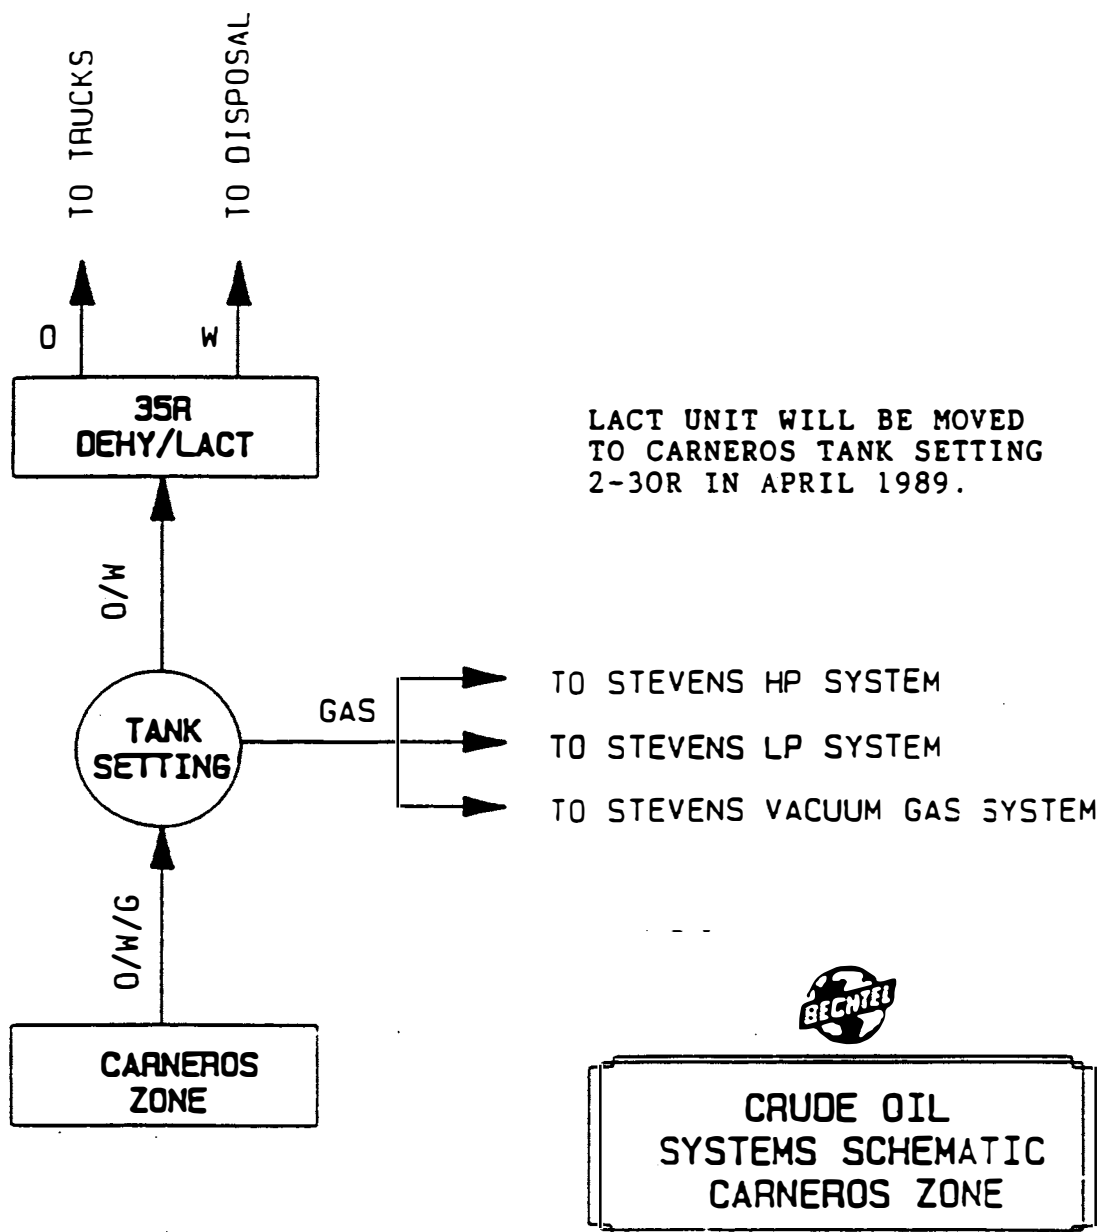 TO TRUCKS
TO DISPOSAL
O
W
35R
DEHY/LACT
LACT UNIT WILL BE MOVED
TO CARNEROS TANK SETTING
2-30R IN APRIL 1989.
O/W
TO STEVENS HP SYSTEM
GAS
TANK
SETTING
TO STEVENS LP SYSTEM
TO STEVENS VACUUM GAS SYSTEM
O/W/G
BECHTEL
CARNEROS
ZONE
CRUDE OIL
SYSTEMS SCHEMATIC
CARNEROS ZONE